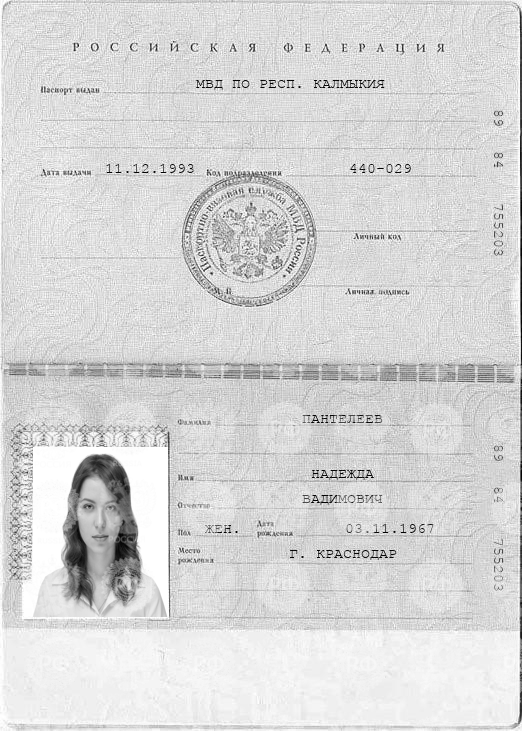 РОССИЙСКАЯ ФЕДЕРАЦИЯ
Паспорт выдан МВД ПО РЕСП. КАЛМЫКИЯ
Дата выдачи 11.12.1993 Код подразделения 440-029
Паспортно-визовая служба МВД России
Личный код
М. П. Личная подпись
89 84 755203
Фамилия ПАНТЕЛЕЕВ
Имя НАДЕЖДА
Отчество ВАДИМОВИЧ
Пол ЖЕН. Дата рождения 03.11.1967
Место рождения Г. КРАСНОДАР
89 84 755203